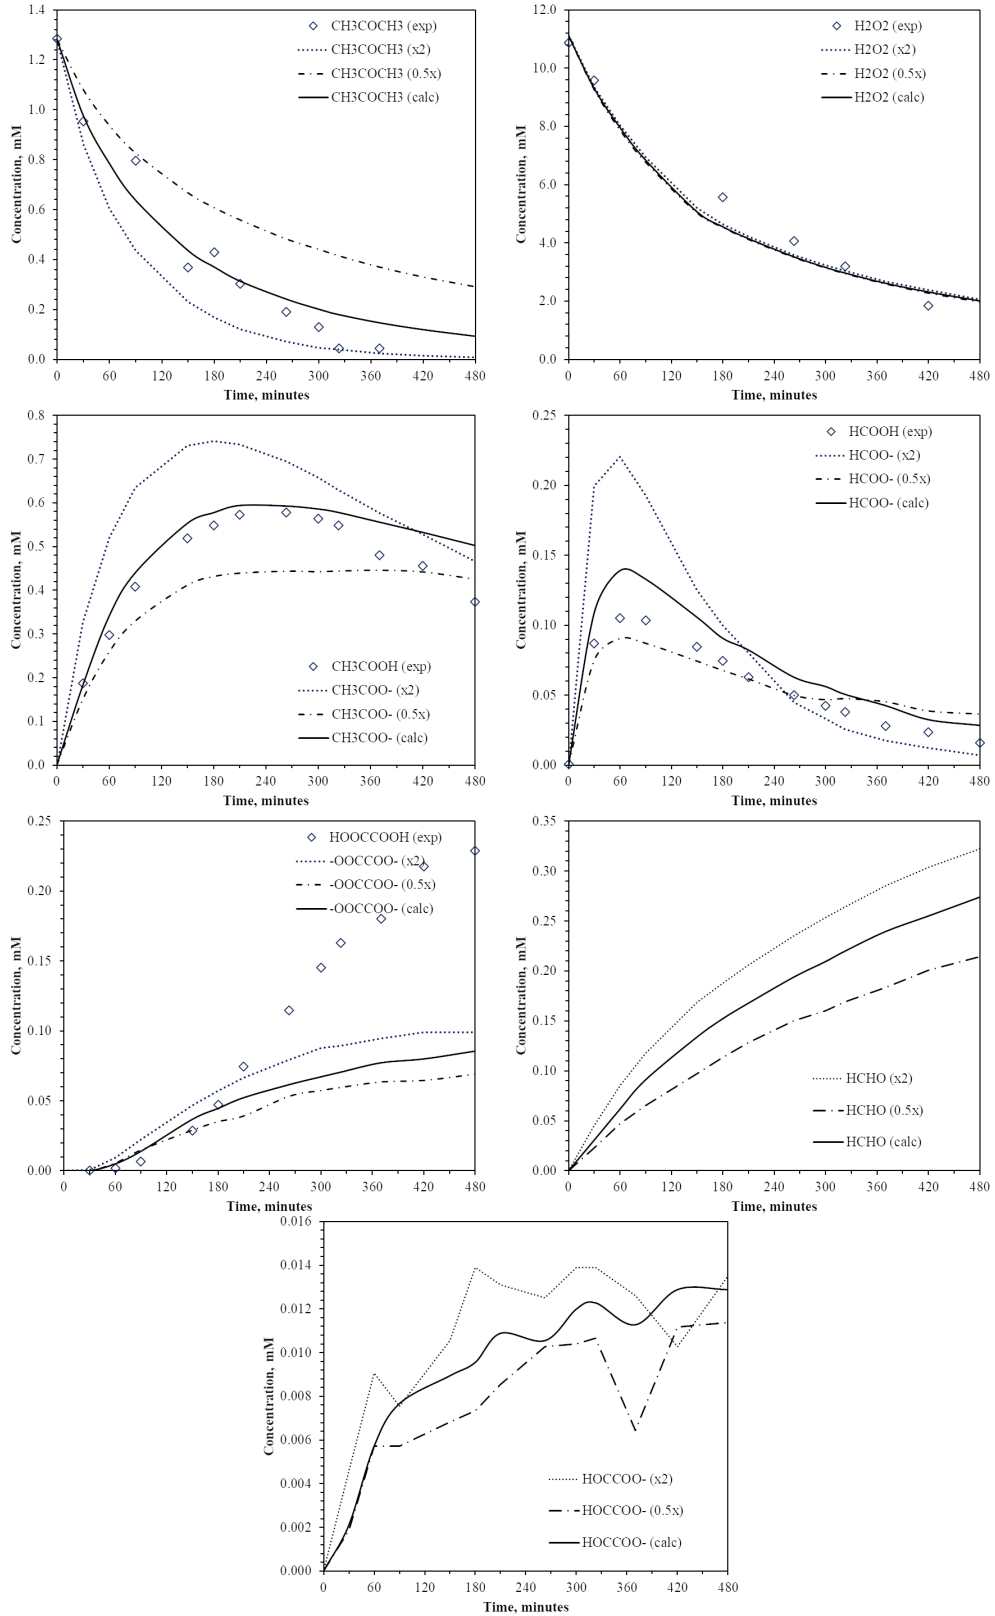 1.4
1.2
1.0
0.8
0.6
0.4
0.2
0.0
Concentration, mM
CH3COCH3 (exp)
CH3COCH3 (x2)
CH3COCH3 (0.5x)
CH3COCH3 (calc)
0 60 120 180 240 300 360 420 480
Time, minutes
12.0
10.0
8.0
6.0
4.0
2.0
0.0
Concentration, mM
H2O2 (exp)
H2O2 (x2)
H2O2 (0.5x)
H2O2 (calc)
0 60 120 180 240 300 360 420 480
Time, minutes
0.8
0.7
0.6
0.5
0.4
0.3
0.2
0.1
0.0
Concentration, mM
CH3COOH (exp)
CH3COO- (x2)
CH3COO- (0.5x)
CH3COO- (calc)
0 60 120 180 240 300 360 420 480
Time, minutes
0.25
0.20
0.15
0.10
0.05
0.00
Concentration, mM
HCOOH (exp)
HCOO- (x2)
HCOO- (0.5x)
HCOO- (calc)
0 60 120 180 240 300 360 420 480
Time, minutes
0.25
0.20
0.15
0.10
0.05
0.00
Concentration, mM
HOOCCOOH (exp)
-OOCCOO- (x2)
-OOCCOO- (0.5x)
-OOCCOO- (calc)
0 60 120 180 240 300 360 420 480
Time, minutes
0.35
0.30
0.25
0.20
0.15
0.10
0.05
0.00
Concentration, mM
HCHO (x2)
HCHO (0.5x)
HCHO (calc)
0 60 120 180 240 300 360 420 480
Time, minutes
0.016
0.014
0.012
0.010
0.008
0.006
0.004
0.002
0.000
Concentration, mM
HOCCOO- (x2)
HOCCOO- (0.5x)
HOCCOO- (calc)
0 60 120 180 240 300 360 420 480
Time, minutes